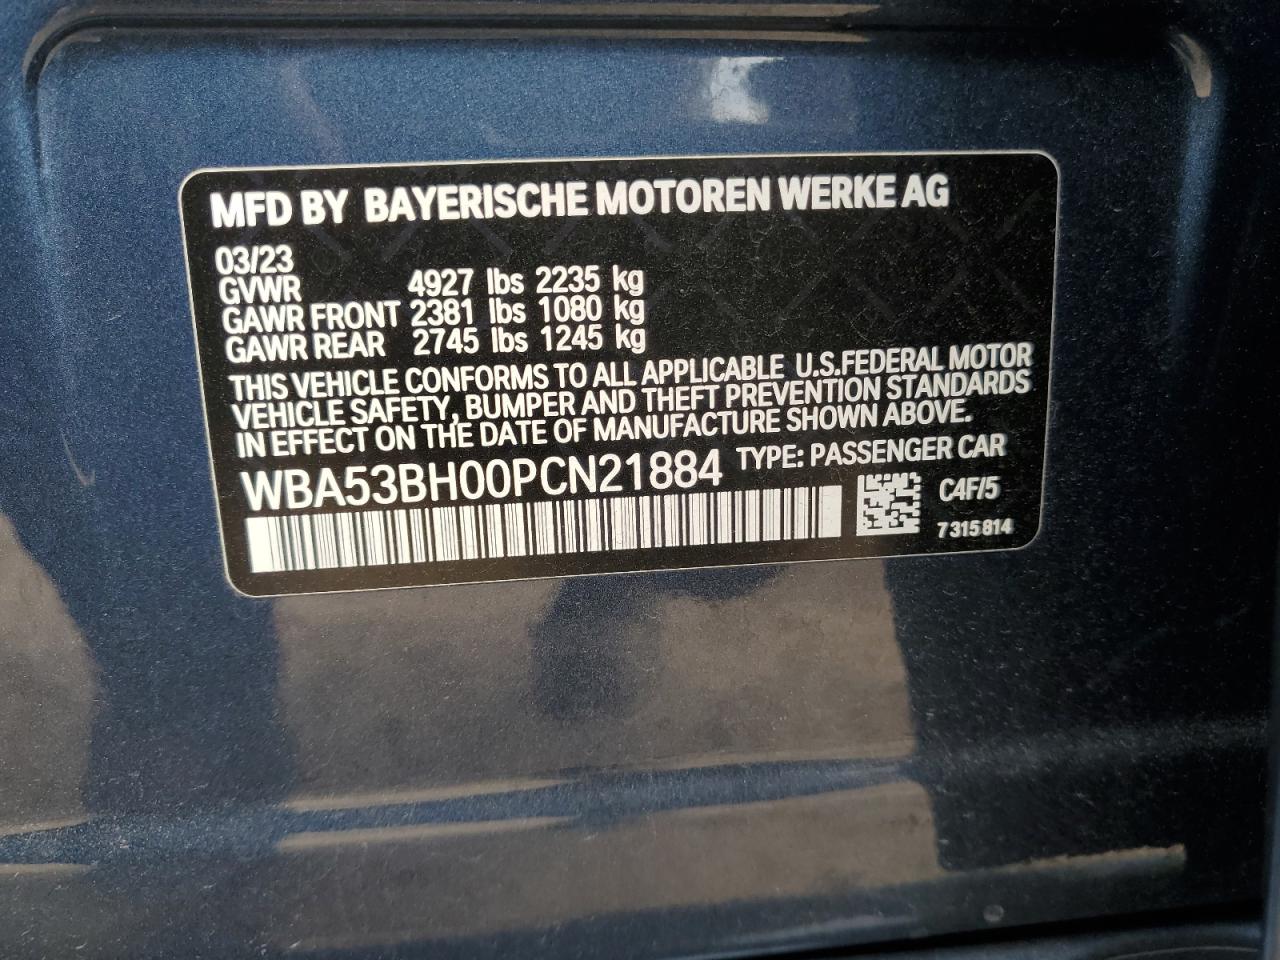 MFD BY BAYERISCHE MOTOREN WERKE AG
03/23
GVWR 4927 lbs 2235 kg
GAWR FRONT 2381 lbs 1080 kg
GAWR REAR 2745 lbs 1245 kg
THIS VEHICLE CONFORMS TO ALL APPLICABLE U.S.FEDERAL MOTOR
VEHICLE SAFETY, BUMPER AND THEFT PREVENTION STANDARDS
IN EFFECT ON THE DATE OF MANUFACTURE SHOWN ABOVE.
WBA53BH00PCN21884 TYPE: PASSENGER CAR
C4F/5
7315814